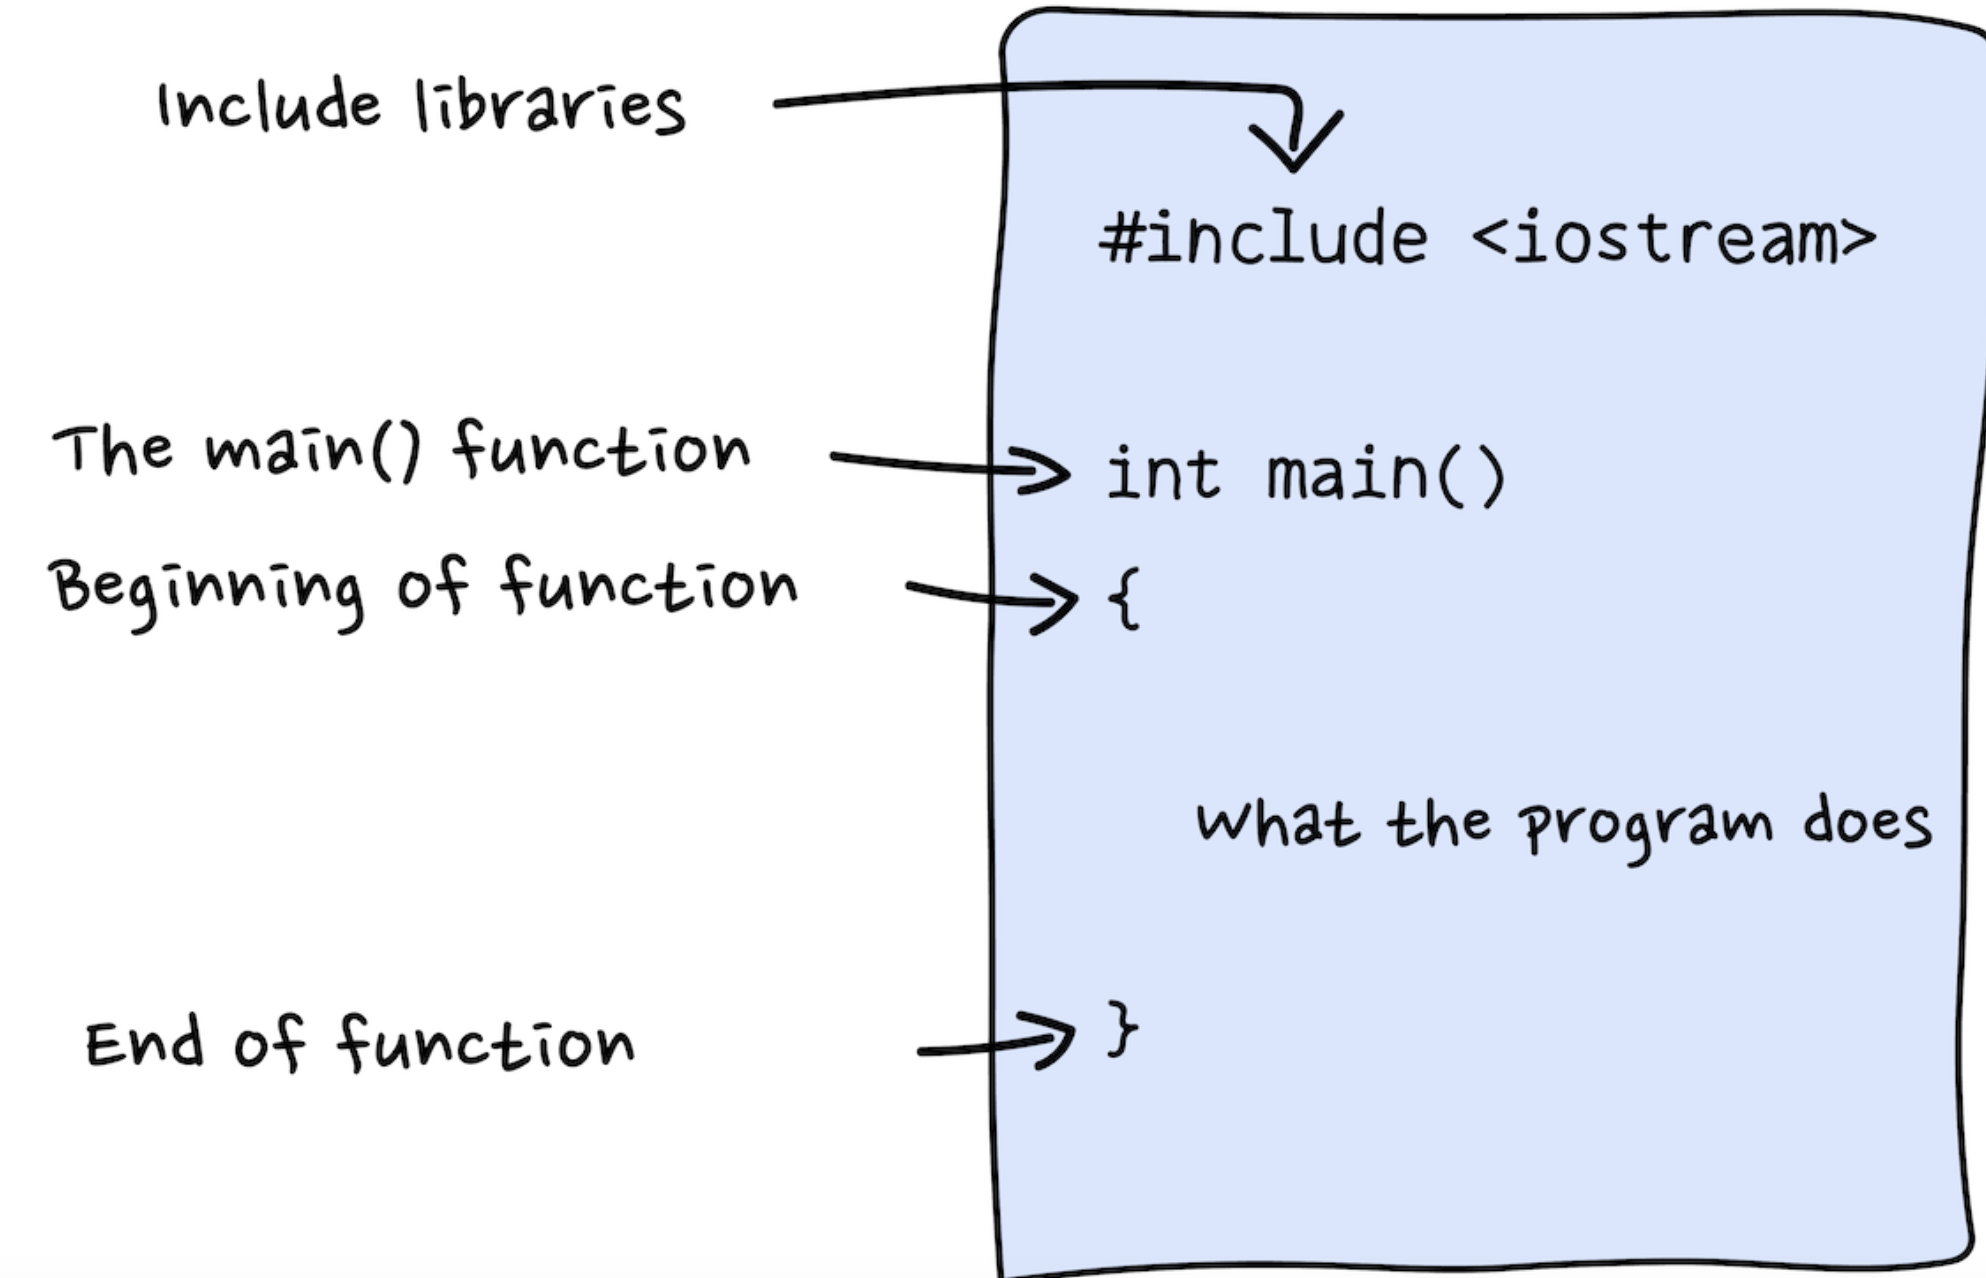 Include libraries
#include <iostream>
The main() function
int main()
Beginning of function
{
What the program does
End of function
}